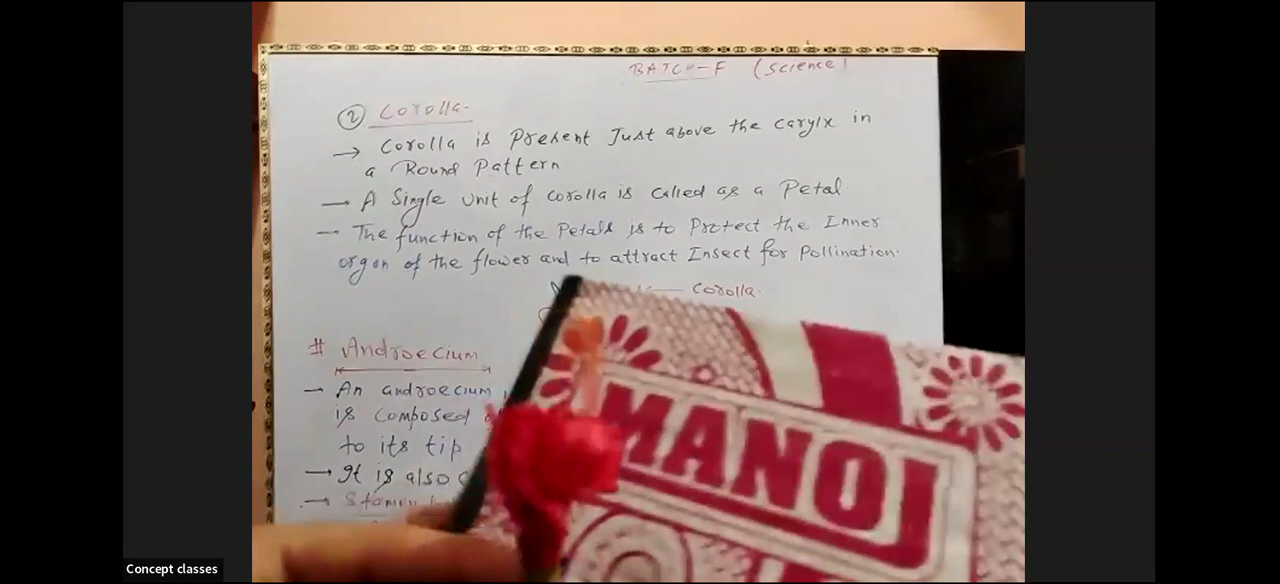 BATCH-F (science)
② Corolla.
→ Corolla is Present Just above the carylx in
a Round Pattern
— A Single unit of corolla is called as a Petal.
— The function of the Petals is to Protect the Inner
organ of the flower and to attract Insect for Pollination.
← Corolla.
# Androecium
— An androecium
is composed
to its tip
→ It is also
→ Stamen
MANOJ
Concept classes